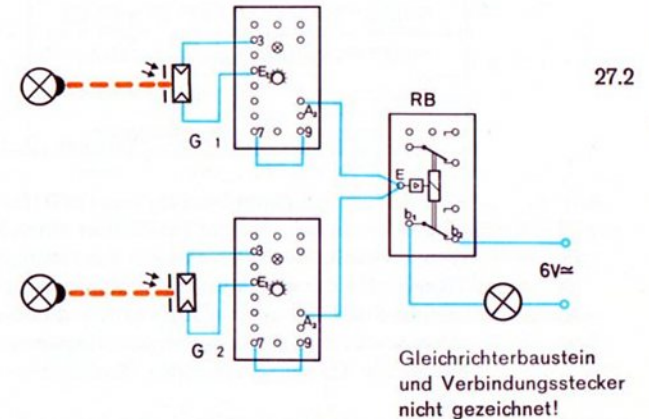 27.2
3
E₁
A₂
7 9
G 1
RB
E
b₁ b₂
6V≃
3
E₁
A₂
7 9
G 2
Gleichrichterbaustein
und Verbindungsstecker
nicht gezeichnet!